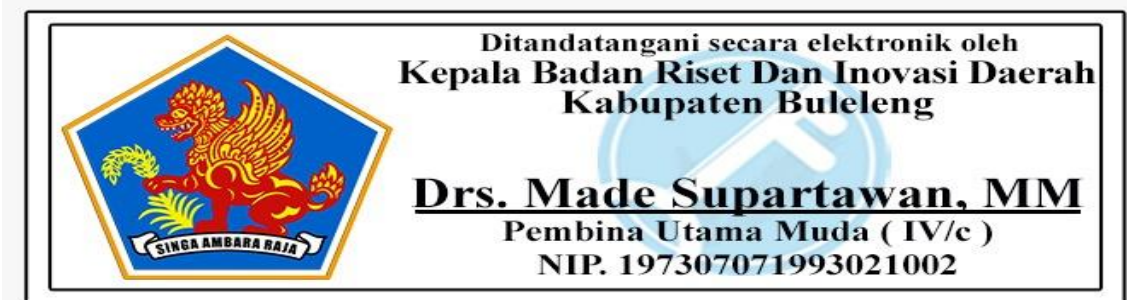 Ditandatangani secara elektronik oleh
Kepala Badan Riset Dan Inovasi Daerah
Kabupaten Buleleng
Drs. Made Supartawan, MM
Pembina Utama Muda ( IV/c )
NIP. 197307071993021002
SINGA AMBARA RAJA